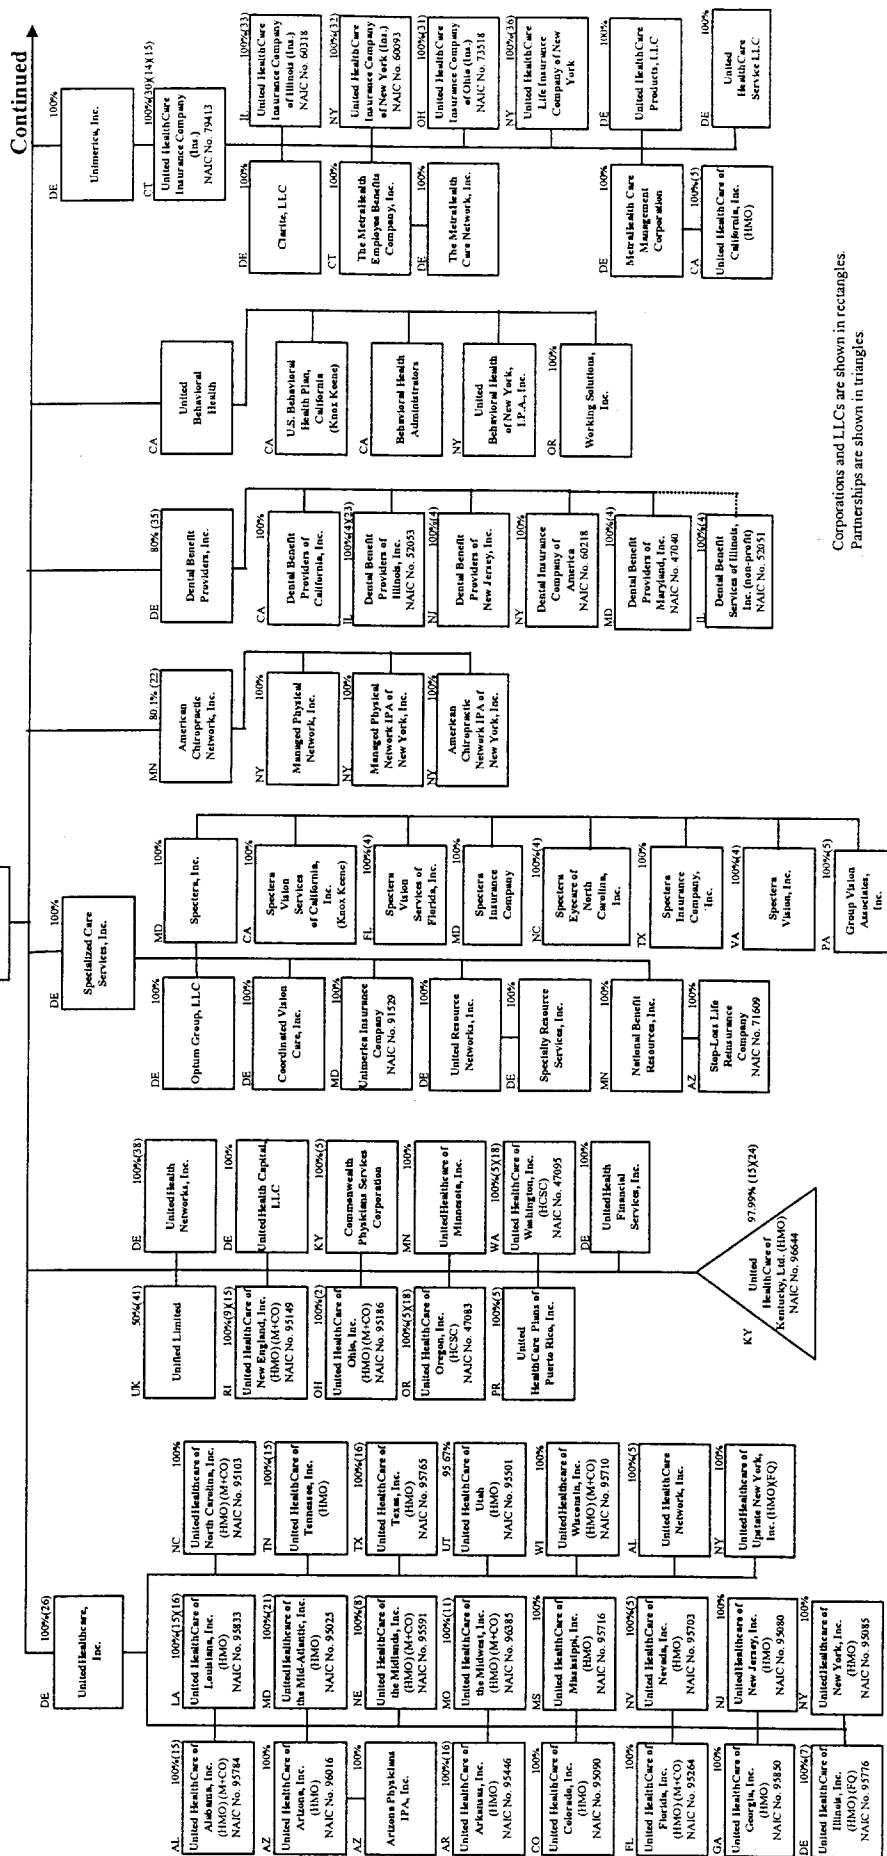 Continued
DE 100%(26)
UnitedHealthcare,
Inc.
AL 100%(15)
United HealthCare of
Alabama, Inc.
(HMO) (M+CO)
NAIC No. 95784
AZ 100%
United HealthCare of
Arizona, Inc.
(HMO)
NAIC No. 96016
AZ 100%
Arizona Physicians
IPA, Inc.
AR 100%(16)
United HealthCare of
Arkansas, Inc.
(HMO)
NAIC No. 95446
CO 100%
United HealthCare of
Colorado, Inc.
(HMO)
NAIC No. 95090
FL 100%
United HealthCare of
Florida, Inc.
(HMO) (M+CO)
NAIC No. 95264
GA 100%
United HealthCare of
Georgia, Inc.
(HMO)
NAIC No. 95850
DE 100%(7)
United HealthCare of
Illinois, Inc.
(HMO) (FQ)
NAIC No. 95776
LA 100%(15)(16)
United HealthCare of
Louisiana, Inc.
(HMO)
NAIC No. 95833
MD 100%(21)
UnitedHealthcare of
the Mid-Atlantic, Inc.
(HMO)
NAIC No. 95025
NE 100%(8)
United HealthCare of
the Midlands, Inc.
(HMO) (M+CO)
NAIC No. 95591
MO 100%(11)
United HealthCare of
the Midwest, Inc.
(HMO) (M+CO)
NAIC No. 96385
MS 100%
United HealthCare of
Mississippi, Inc.
(HMO)
NAIC No. 95716
NV 100%(5)
United HealthCare of
Nevada, Inc.
(HMO)
NAIC No. 95703
NJ 100%
UnitedHealthcare of
New Jersey, Inc.
(HMO)
NAIC No. 95080
NY 100%
UnitedHealthcare of
New York, Inc.
(HMO)
NAIC No. 95085
NC 100%
UnitedHealthcare of
North Carolina, Inc.
(HMO) (M+CO)
NAIC No. 95103
TN 100%(15)
United HealthCare of
Tennessee, Inc.
(HMO)
TX 100%(16)
United HealthCare of
Texas, Inc.
(HMO)
NAIC No. 95765
UT 95.67%
United HealthCare of
Utah
(HMO)
NAIC No. 95501
WI 100%
UnitedHealthcare of
Wisconsin, Inc.
(HMO) (M+CO)
NAIC No. 95710
AL 100%(5)
United HealthCare
Network, Inc.
NY 100%
UnitedHealthcare of
Upstate New York,
Inc. (HMO)(FQ)
UK 50%(41)
Unified Limited
RI 100%(9)(15)
United HealthCare of
New England, Inc.
(HMO) (M+CO)
NAIC No. 95149
OH 100%(2)
United HealthCare of
Ohio, Inc.
(HMO) (M+CO)
NAIC No. 95186
OR 100%(5)(18)
United HealthCare of
Oregon, Inc.
(HCSC)
NAIC No. 47083
PR 100%(5)
United
HealthCare Plans of
Puerto Rico, Inc.
DE 100%(38)
UnitedHealth
Networks, Inc.
DE 100%
UnitedHealth Capital,
LLC
KY 100%(5)
Commonwealth
Physicians Services
Corporation
MN 100%
UnitedHealthcare of
Minnesota, Inc.
WA 100%(5)(18)
United HealthCare of
Washington, Inc.
(HCSC)
NAIC No. 47095
DE 100%
UnitedHealth
Financial
Services, Inc.
KY 97.99% (15)(24)
United
HealthCare of
Kentucky, Ltd. (HMO)
NAIC No. 96644
DE 100%
Specialized Care
Services, Inc.
DE 100%
Optum Group, LLC
DE 100%
Coordinated Vision
Care, Inc.
MD 100%
Unimerica Insurance
Company
NAIC No. 91529
DE 100%
United Resource
Networks, Inc.
DE 100%
Specialty Resource
Services, Inc.
MN 100%
National Benefit
Resources, Inc.
AZ 100%
Stop-Loss Life
Reinsurance
Company
NAIC No. 71609
MD 100%
Spectera, Inc.
CA 100%
Spectera
Vision
Services
of California,
Inc.
(Knox Keene)
FL 100%(4)
Spectera
Vision
Services of
Florida, Inc.
MD 100%
Spectera
Insurance
Company
NC 100%(4)
Spectera
Eyecare of
North
Carolina,
Inc.
TX 100%
Spectera
Insurance
Company,
Inc.
VA 100%(4)
Spectera
Vision, Inc.
PA 100%(5)
Group Vision
Associates,
Inc.
MN 80.1% (22)
American
Chiropractic
Network, Inc.
NY 100%
Managed Physical
Network, Inc.
NY 100%
Managed Physical
Network IPA of
New York, Inc.
NY 100%
American
Chiropractic
Network IPA of
New York, Inc.
DE 80% (35)
Dental Benefit
Providers, Inc.
CA 100%
Dental Benefit
Providers of
California, Inc.
IL 100%(4)(23)
Dental Benefit
Providers of
Illinois, Inc.
NAIC No. 52053
NJ 100%(4)
Dental Benefit
Providers of
New Jersey, Inc.
NY 100%
Dental Insurance
Company of
America
NAIC No. 60218
MD 100%(4)
Dental Benefit
Providers of
Maryland, Inc.
NAIC No. 47040
IL 100%(4)
Dental Benefit
Services of Illinois,
Inc. (non-profit)
NAIC No. 52051
CA
United
Behavioral
Health
CA
U.S. Behavioral
Health Plan,
California
(Knox Keene)
CA
Behavioral Health
Administrators
NY
United
Behavioral Health
of New York,
I.P.A., Inc.
OR 100%
Working Solutions,
Inc.
DE 100%
Unimerica, Inc.
CT 100%(30)(14)(15)
United HealthCare
Insurance Company
(Ins.)
NAIC No. 79413
DE 100%
Clarite, LLC
CT 100%
The MetraHealth
Employee Benefits
Company, Inc.
DE 100%
The MetraHealth
Care Network, Inc.
DE 100%
MetraHealth Care
Management
Corporation
CA 100%(5)
United HealthCare of
California, Inc.
(HMO)
IL 100%(33)
United HealthCare
Insurance Company
of Illinois (Ins.)
NAIC No. 60318
NY 100%(32)
United HealthCare
Insurance Company
of New York (Ins.)
NAIC No. 60093
OH 100%(31)
United HealthCare
Insurance Company
of Ohio (Ins.)
NAIC No. 73518
NY 100%(36)
United HealthCare
Life Insurance
Company of New
York
DE 100%
United HealthCare
Products, LLC
DE 100%
United
HealthCare
Service LLC
Corporations and LLCs are shown in rectangles.
Partnerships are shown in triangles.